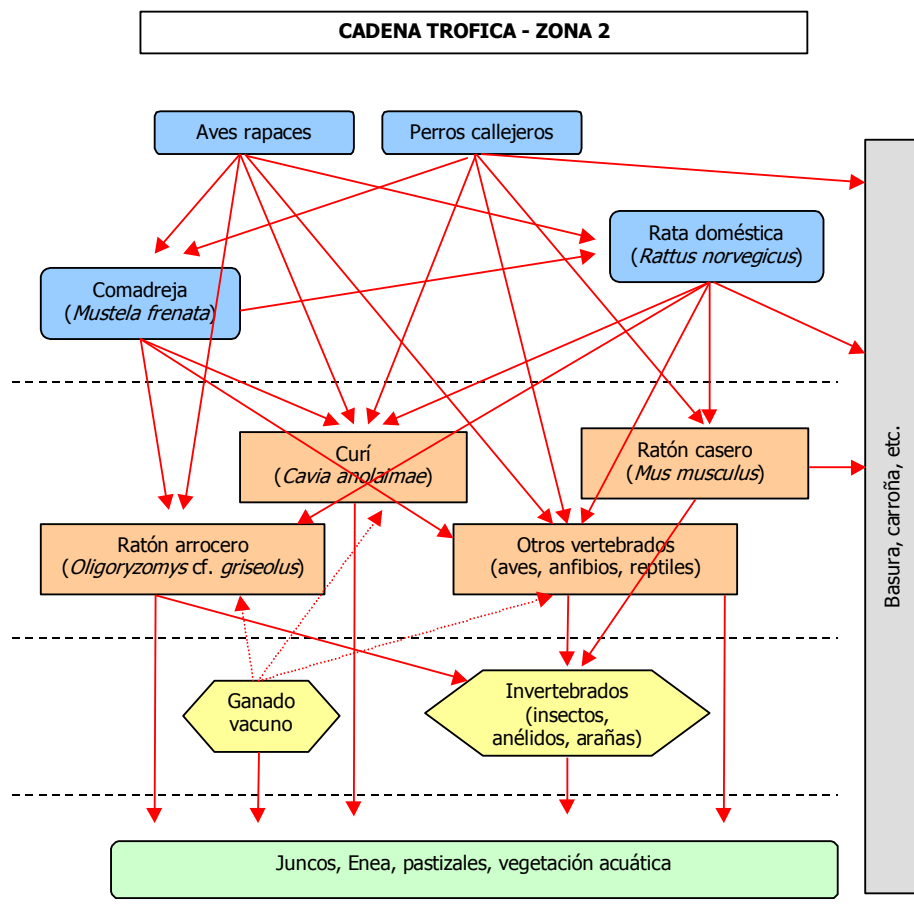 CADENA TROFICA - ZONA 2
Aves rapaces
Perros callejeros
Rata doméstica
(Rattus norvegicus)
Comadreja
(Mustela frenata)
Curí
(Cavia anolaimae)
Ratón casero
(Mus musculus)
Ratón arrocero
(Oligoryzomys cf. griseolus)
Otros vertebrados
(aves, anfibios, reptiles)
Ganado
vacuno
Invertebrados
(insectos,
anélidos, arañas)
Juncos, Enea, pastizales, vegetación acuática
Basura, carroña, etc.